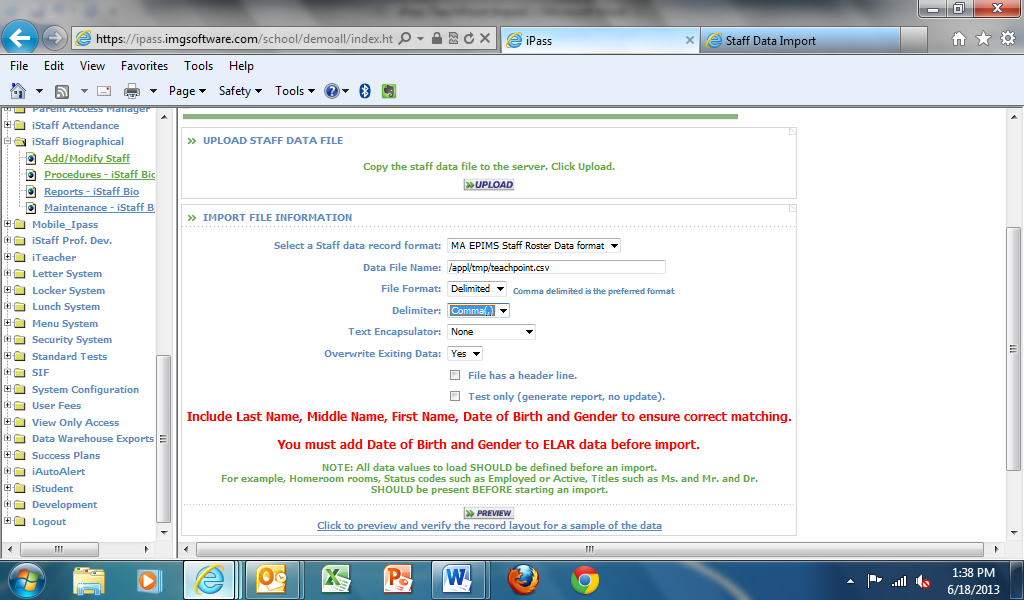 https://ipass.imgsoftware.com/school/demoall/index.ht
iPass
Staff Data Import
File Edit View Favorites Tools Help
Page Safety Tools
Parent Access Manager
iStaff Attendance
iStaff Biographical
Add/Modify Staff
Procedures - iStaff Bio
Reports - iStaff Bio
Maintenance - iStaff B
Mobile_Ipass
iStaff Prof. Dev.
iTeacher
Letter System
Locker System
Lunch System
Menu System
Security System
Standard Tests
SIF
System Configuration
User Fees
View Only Access
Data Warehouse Exports
Success Plans
iAutoAlert
iStudent
Development
Logout
UPLOAD STAFF DATA FILE
Copy the staff data file to the server. Click Upload.
UPLOAD
IMPORT FILE INFORMATION
Select a Staff data record format: MA EPIMS Staff Roster Data format
Data File Name: /appl/tmp/teachpoint.csv
File Format: Delimited Comma delimited is the preferred format
Delimiter: Comma(,)
Text Encapsulator: None
Overwrite Exiting Data: Yes
File has a header line.
Test only (generate report, no update).
Include Last Name, Middle Name, First Name, Date of Birth and Gender to ensure correct matching.
You must add Date of Birth and Gender to ELAR data before import.
NOTE: All data values to load SHOULD be defined before an import.
For example, Homeroom rooms, Status codes such as Employed or Active, Titles such as Ms. and Mr. and Dr.
SHOULD be present BEFORE starting an import.
PREVIEW
Click to preview and verify the record layout for a sample of the data
1:38 PM
6/18/2013